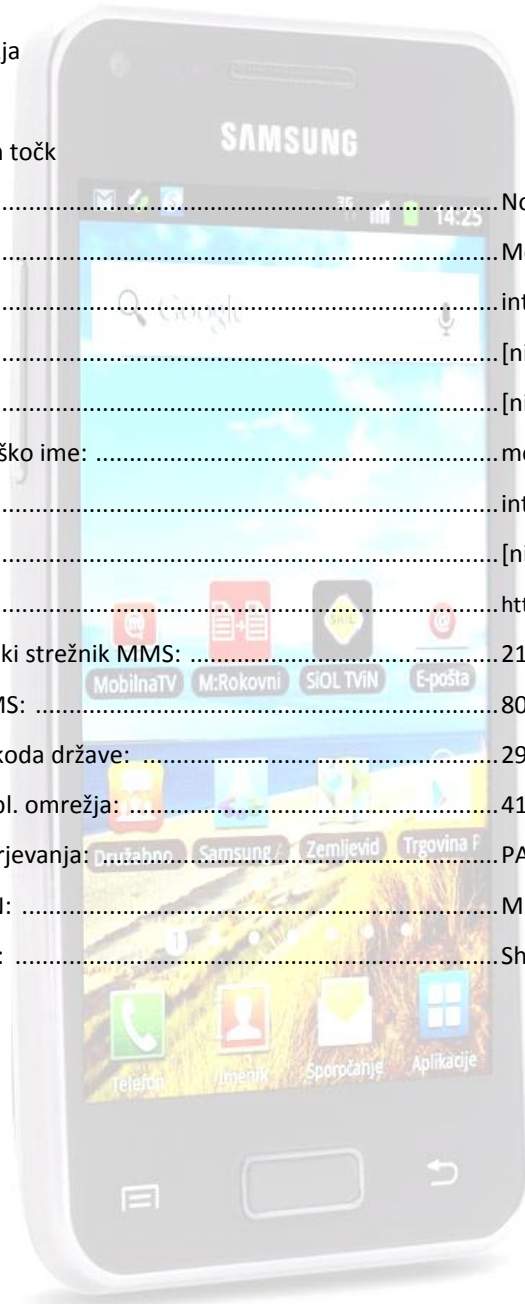 ja
SAMSUNG
točk
14:25
No
Google
int
[ni
[ni
ško ime:
int
[ni
htt
ki strežnik MMS: 21
MobilnaTV M:Rokovni SiOL TViN E-pošta
MS: 80
koda države: 29
pl. omrežja: 41
rjevanja: PA
Družabno Samsung Zemljevid Trgovina P
M
1
Sh
Telefon Imenik Sporočanje Aplikacije